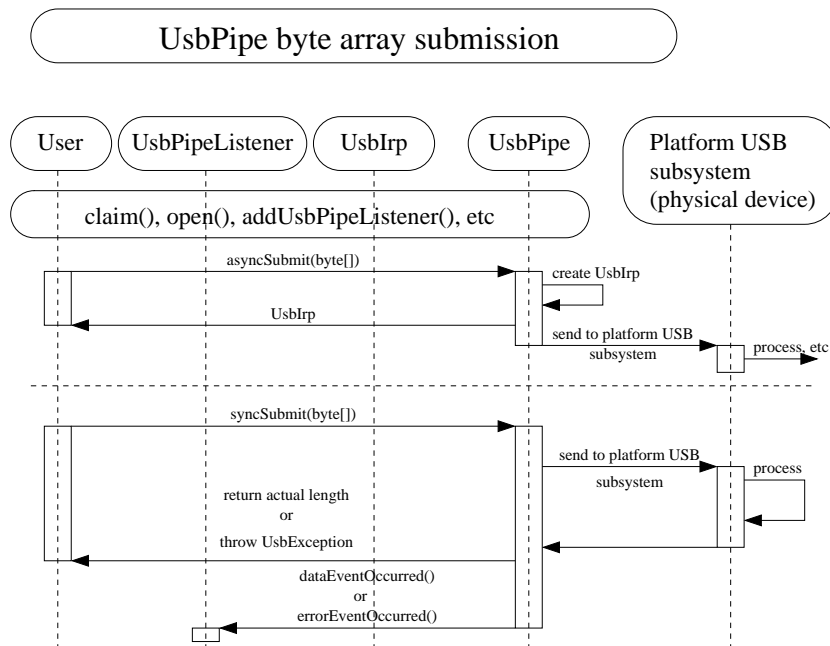 UsbPipe byte array submission
User
UsbPipeListener
UsbIrp
UsbPipe
Platform USB
subsystem
(physical device)
claim(), open(), addUsbPipeListener(), etc
asyncSubmit(byte[])
create UsbIrp
UsbIrp
send to platform USB
subsystem
process, etc
syncSubmit(byte[])
send to platform USB
subsystem
process
return actual length
or
throw UsbException
dataEventOccurred()
or
errorEventOccurred()